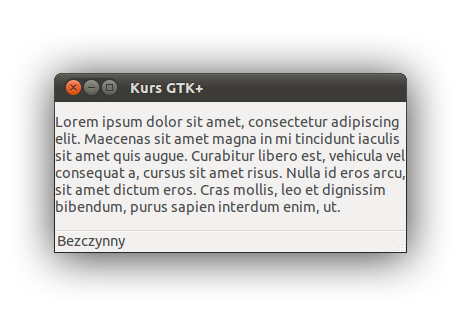 Kurs GTK+
Lorem ipsum dolor sit amet, consectetur adipiscing
elit. Maecenas sit amet magna in mi tincidunt iaculis
sit amet quis augue. Curabitur libero est, vehicula vel
consequat a, cursus sit amet risus. Nulla id eros arcu,
sit amet dictum eros. Cras mollis, leo et dignissim
bibendum, purus sapien interdum enim, ut.
Bezczynny